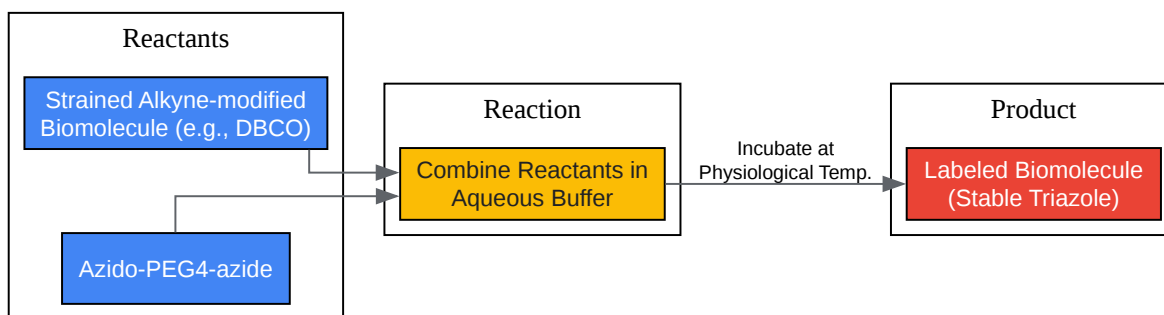 Reactants
Strained Alkyne-modified
Biomolecule (e.g., DBCO)
Azido-PEG4-azide
Reaction
Combine Reactants in
Aqueous Buffer
Incubate at
Physiological Temp.
Product
Labeled Biomolecule
(Stable Triazole)